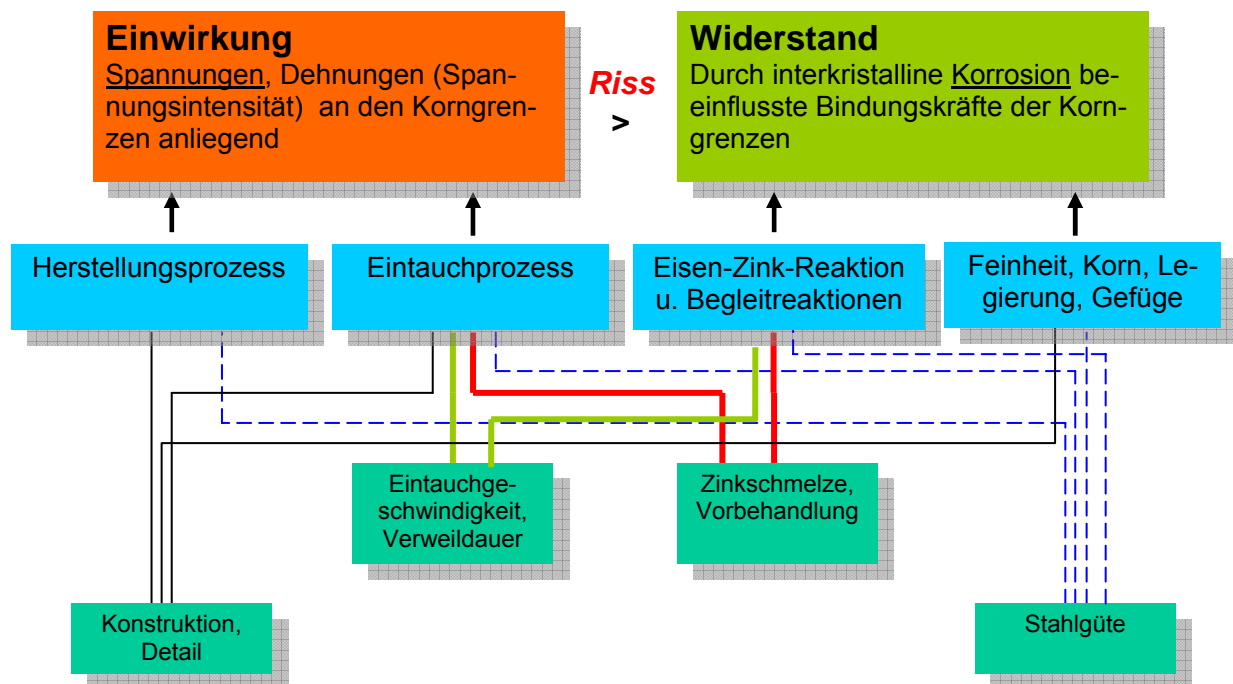 Einwirkung
Spannungen, Dehnungen (Span-
nungsintensität) an den Korngren-
zen anliegend
Riss
>
Widerstand
Durch interkristalline Korrosion be-
einflusste Bindungskräfte der Korn-
grenzen
Herstellungsprozess
Eintauchprozess
Eisen-Zink-Reaktion
u. Begleitreaktionen
Feinheit, Korn, Le-
gierung, Gefüge
Eintauchge-
schwindigkeit,
Verweildauer
Zinkschmelze,
Vorbehandlung
Konstruktion,
Detail
Stahlgüte